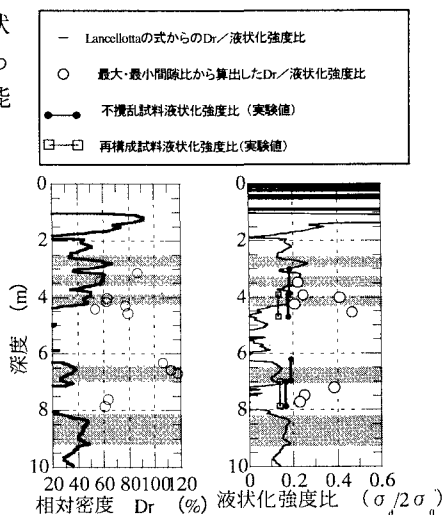 状
つ
能
— Lancellottaの式からのDr／液状化強度比
○ 最大・最小間隙比から算出したDr／液状化強度比
不攪乱試料液状化強度比（実験値）
再構成試料液状化強度比(実験値)
0
2
4
6
8
10
深度 (m)
20 40 60 80 100 120
相対密度 Dr (%)
0
2
4
6
8
10
0 0.2 0.4 0.6
液状化強度比 (σd/2σ